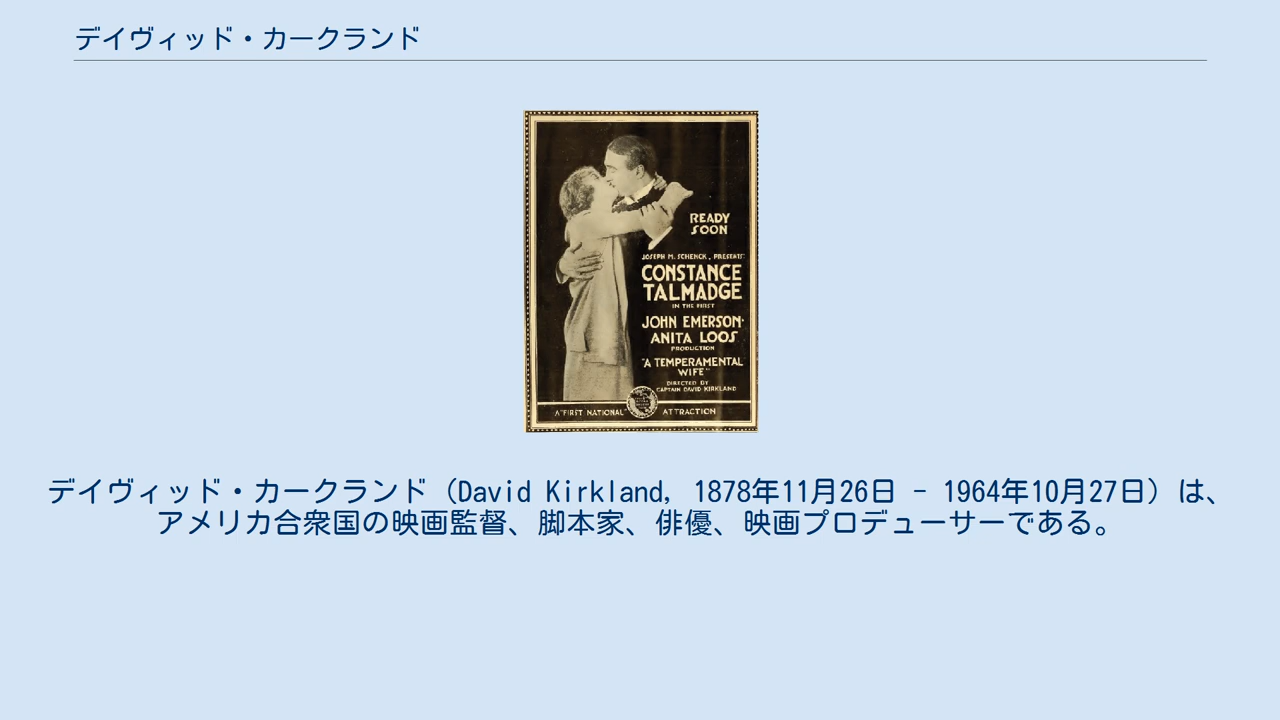 デイヴィッド・カークランド
READY
SOON
JOSEPH M. SCHENCK, PRESENTS
CONSTANCE
TALMADGE
IN THE FIRST
JOHN EMERSON-
ANITA LOOS
PRODUCTION
"A TEMPERAMENTAL
WIFE"
DIRECTED BY
CAPTAIN DAVID KIRKLAND
A "FIRST NATIONAL" ATTRACTION
デイヴィッド・カークランド（David Kirkland, 1878年11月26日 - 1964年10月27日）は、
アメリカ合衆国の映画監督、脚本家、俳優、映画プロデューサーである。